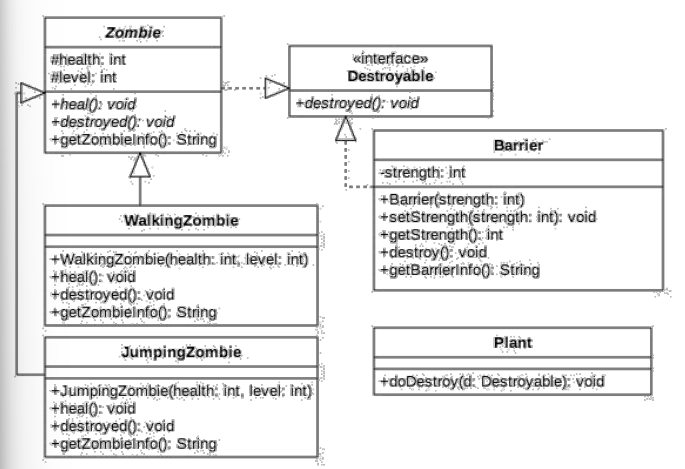 Zombie
#health: int
#level: int
+heal(): void
+destroyed(): void
+getZombieInfo(): String
«interface»
Destroyable
+destroyed(): void
Barrier
-strength: int
+Barrier(strength: int)
+setStrength(strength: int): void
+getStrength(): int
+destroy(): void
+getBarrierInfo(): String
WalkingZombie
+WalkingZombie(health: int, level: int)
+heal(): void
+destroyed(): void
+getZombieInfo(): String
JumpingZombie
+JumpingZombie(health: int, level: int)
+heal(): void
+destroyed(): void
+getZombieInfo(): String
Plant
+doDestroy(d: Destroyable): void